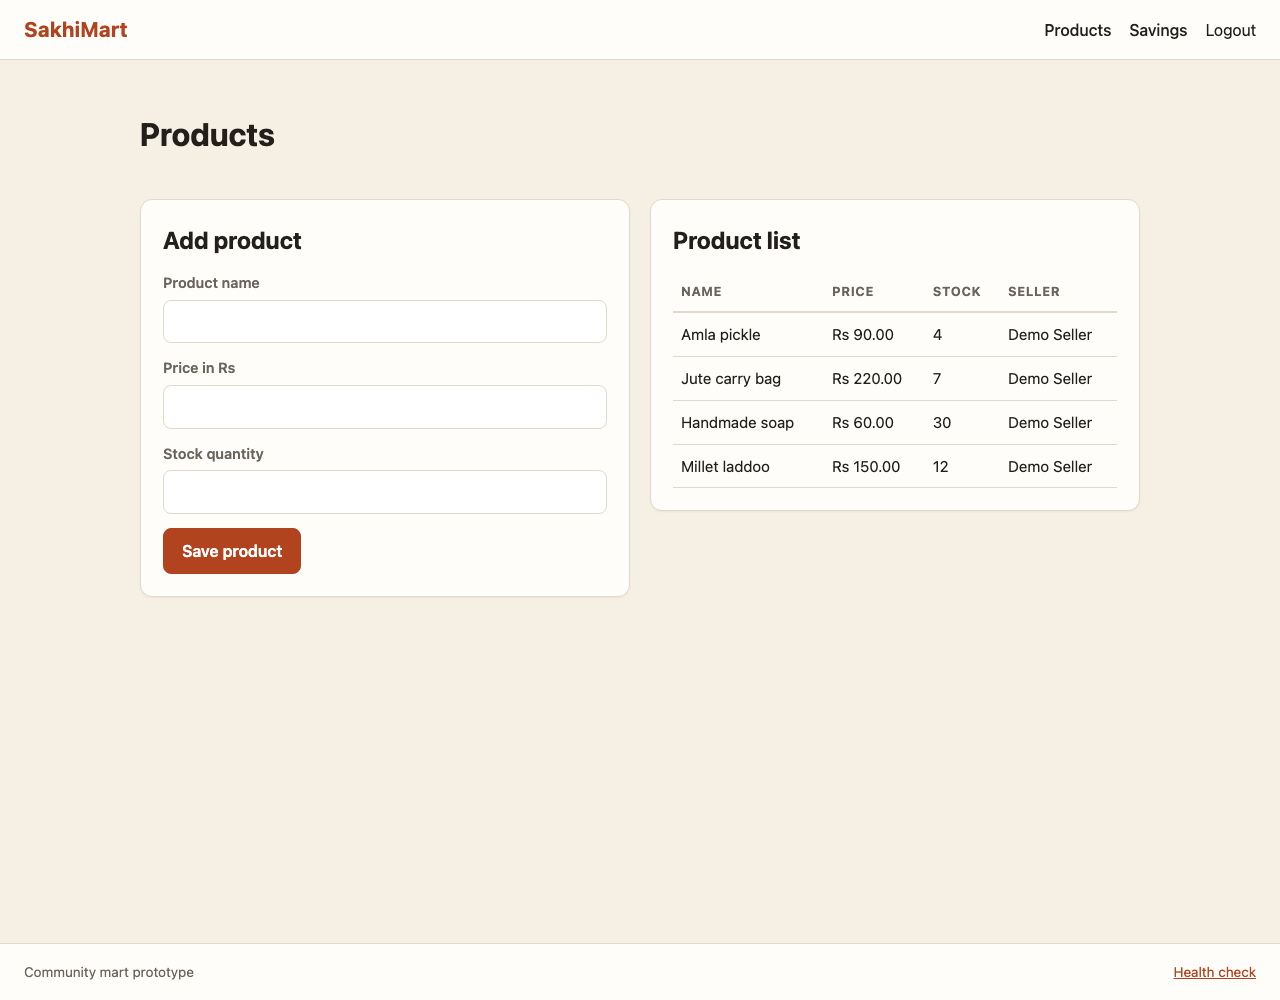 SakhiMart
Products Savings Logout
Products
Add product
Product name
Price in Rs
Stock quantity
Save product
Product list
NAME PRICE STOCK SELLER
Amla pickle Rs 90.00 4 Demo Seller
Jute carry bag Rs 220.00 7 Demo Seller
Handmade soap Rs 60.00 30 Demo Seller
Millet laddoo Rs 150.00 12 Demo Seller
Community mart prototype
Health check